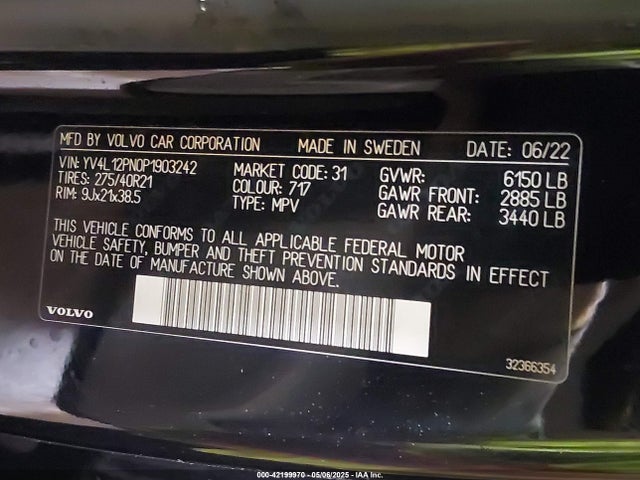 MFD BY VOLVO CAR CORPORATION MADE IN SWEDEN DATE: 06/22
VIN: YV4L12PN0P1903242 MARKET CODE: 31 GVWR: 6150 LB
TIRES: 275/40R21 COLOUR: 717 GAWR FRONT: 2885 LB
RIM: 9Jx21x38.5 TYPE: MPV GAWR REAR: 3440 LB
THIS VEHICLE CONFORMS TO ALL APPLICABLE FEDERAL MOTOR
VEHICLE SAFETY, BUMPER AND THEFT PREVENTION STANDARDS IN EFFECT
ON THE DATE OF MANUFACTURE SHOWN ABOVE.
VOLVO
32366354
000-42199970 - 05/06/2025 - IAA Inc.